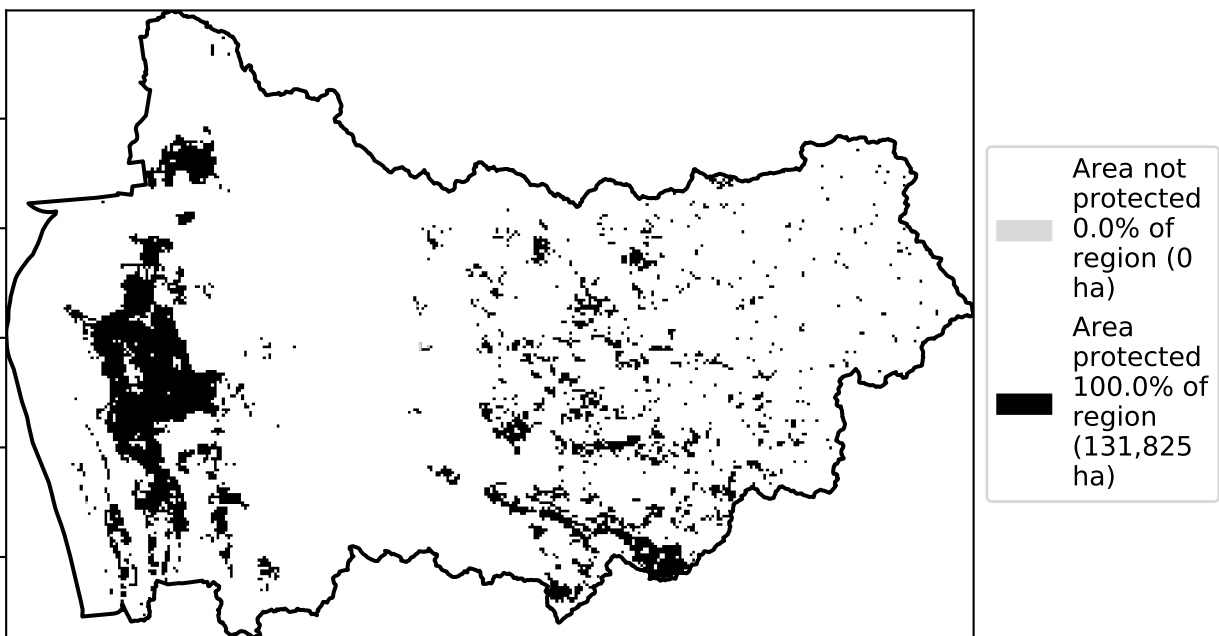 Area not
protected
0.0% of
region (0
ha)
Area
protected
100.0% of
region
(131,825
ha)